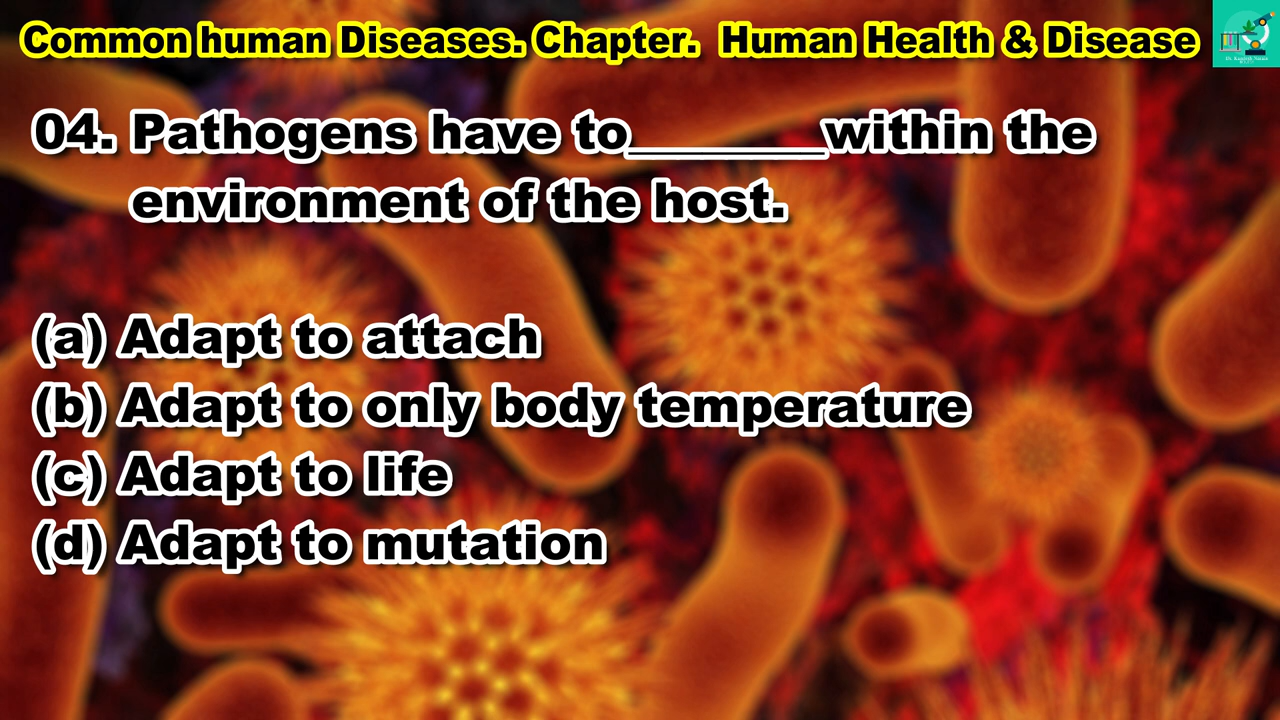 Common human Diseases. Chapter. Human Health & Disease
04. Pathogens have to_______within the
environment of the host.
(a) Adapt to attach
(b) Adapt to only body temperature
(c) Adapt to life
(d) Adapt to mutation